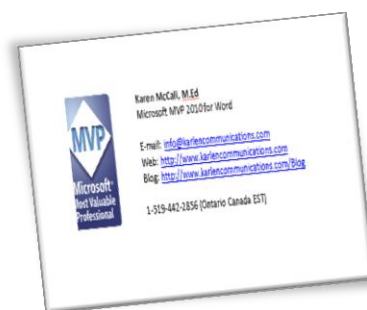 MVP
Microsoft®
Most Valuable
Professional
Karen McCall, M.Ed
Microsoft MVP 2010 for Word
E-mail: info@karlencommunications.com
Web: http://www.karlencommunications.com
Blog: http://www.karlencommunications.com/Blog
1-519-442-2856 (Ontario Canada EST)